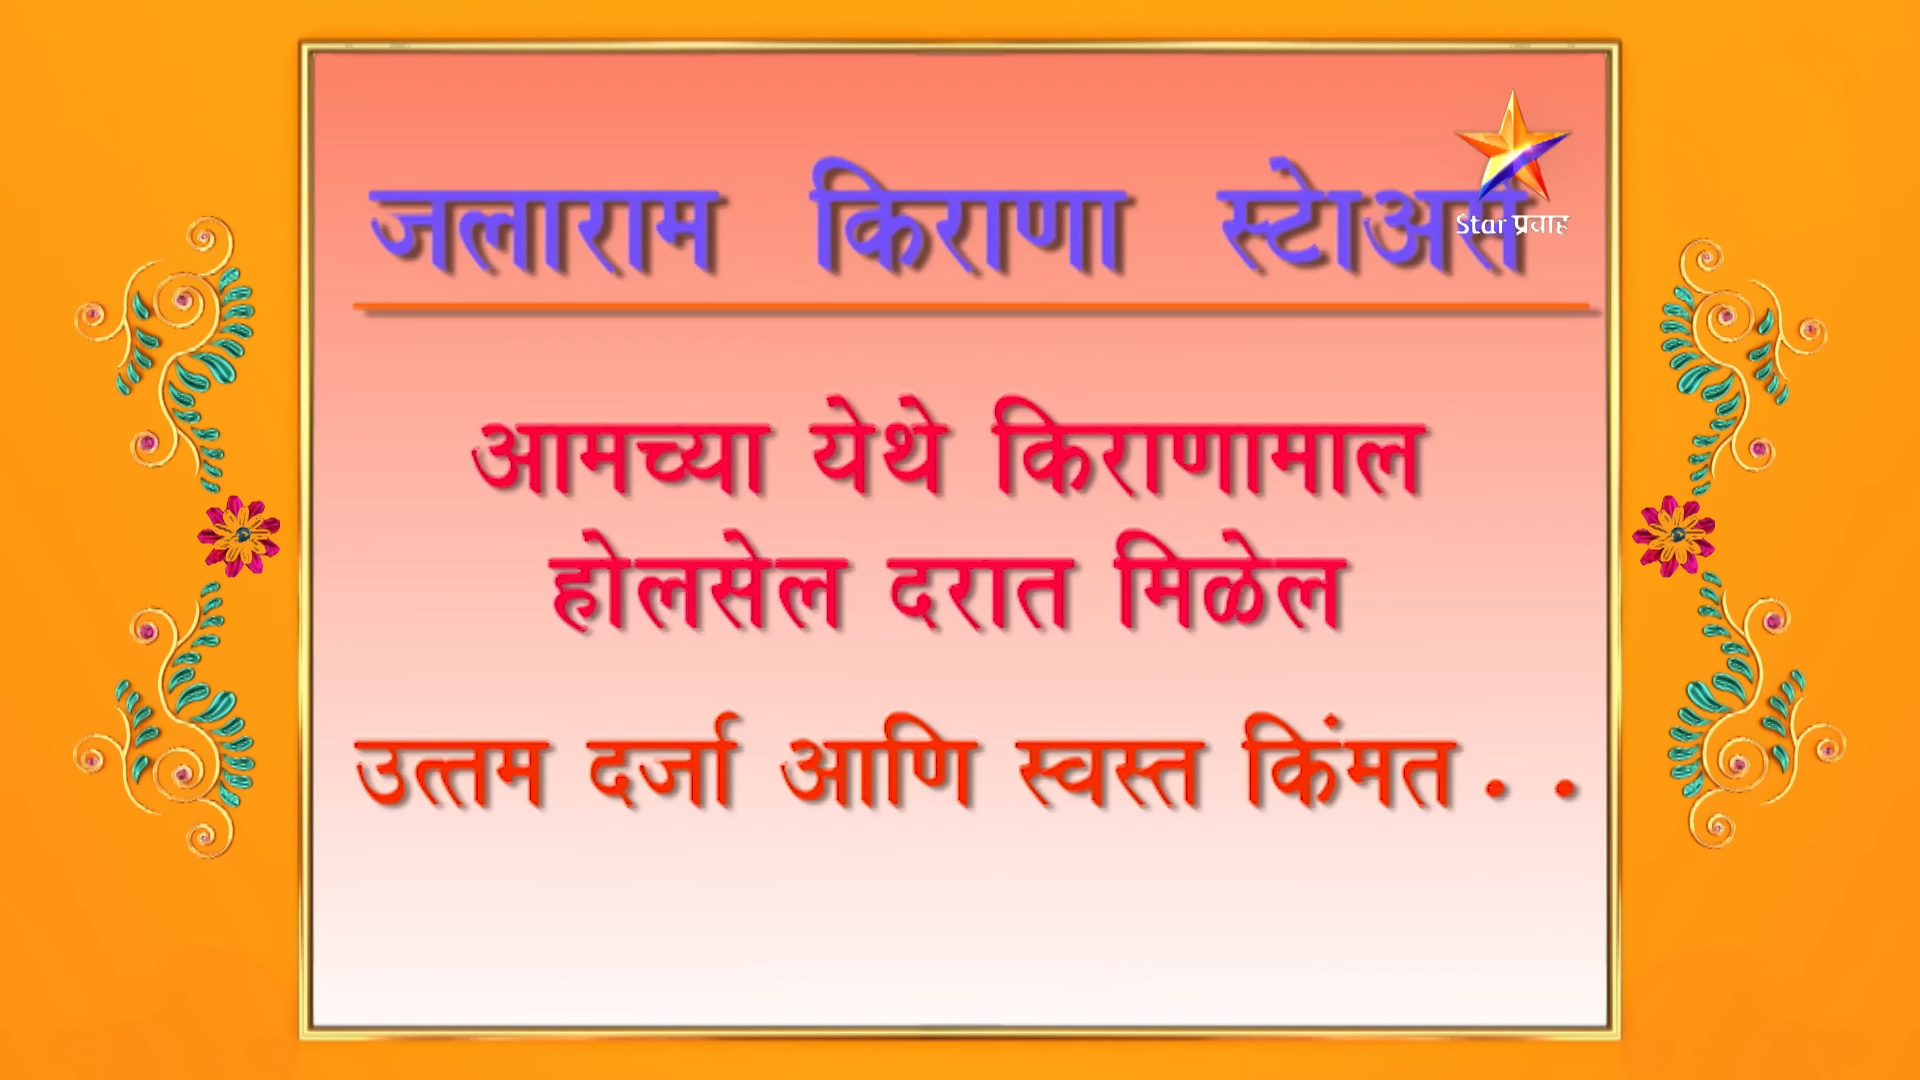 जलाराम किराणा स्टोअर्स
Star प्रवाह
आमच्या येथे किराणामाल
होलसेल दरात मिळेल
उत्तम दर्जा आणि स्वस्त किंमत . .